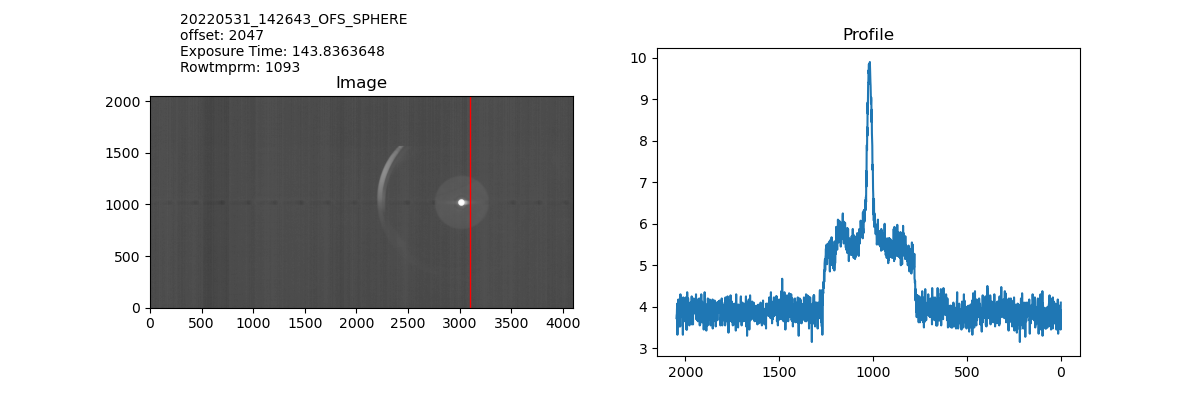 20220531_142643_OFS_SPHERE
offset: 2047
Exposure Time: 143.8363648
Rowtmprm: 1093
Image
2000
1500
1000
500
0
0 500 1000 1500 2000 2500 3000 3500 4000
Profile
10
9
8
7
6
5
4
3
2000 1500 1000 500 0